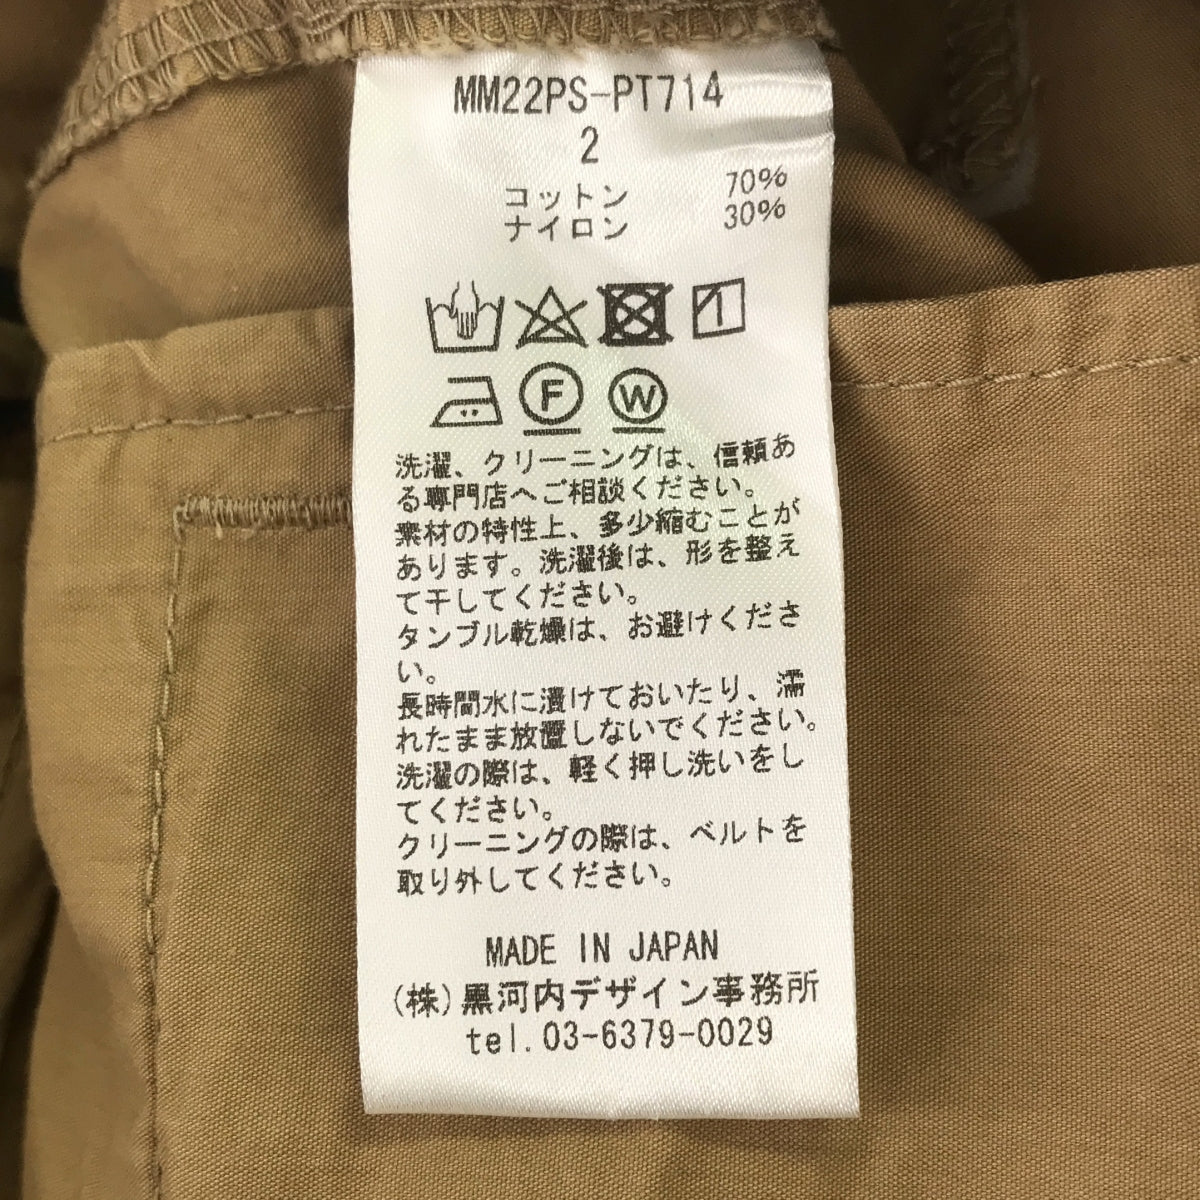 MM22PS-PT714
2
コットン 70%
ナイロン 30%
1
F W
洗濯、クリーニングは、信頼あ
る専門店へご相談ください。
素材の特性上、多少縮むことが
あります。洗濯後は、形を整え
て干してください。
タンブル乾燥は、お避けくださ
い。
長時間水に漬けておいたり、濡
れたまま放置しないでください。
洗濯の際は、軽く押し洗いをし
てください。
クリーニングの際は、ベルトを
取り外してください。
MADE IN JAPAN
(株)黒河内デザイン事務所
tel.03-6379-0029